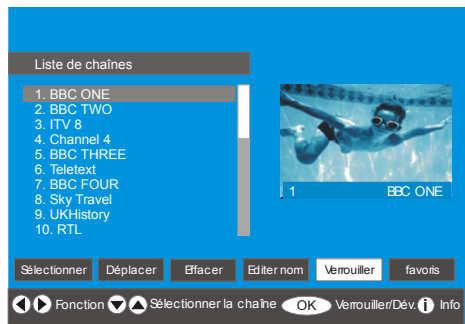 Liste de chaînes
1. BBC ONE
2. BBC TWO
3. ITV 8
4. Channel 4
5. BBC THREE
6. Teletext
7. BBC FOUR
8. Sky Travel
9. UKHistory
10. RTL
1 BBC ONE
Sélectionner Déplacer Effacer Editer nom Verrouiller favoris
Fonction Sélectionner la chaîne OK Verrouiller/Dév. i Info